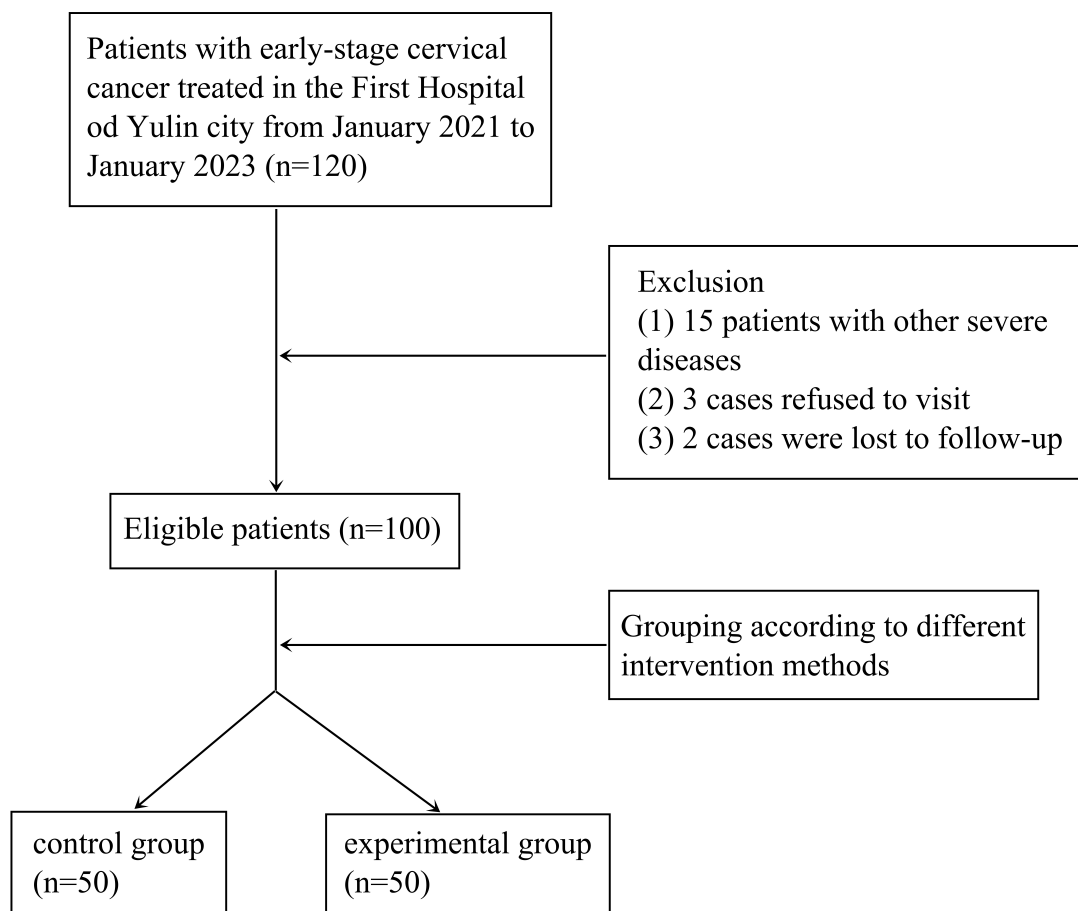 Patients with early-stage cervical
cancer treated in the First Hospital
od Yulin city from January 2021 to
January 2023 (n=120)
Exclusion
(1) 15 patients with other severe
diseases
(2) 3 cases refused to visit
(3) 2 cases were lost to follow-up
Eligible patients (n=100)
Grouping according to different
intervention methods
control group
(n=50)
experimental group
(n=50)